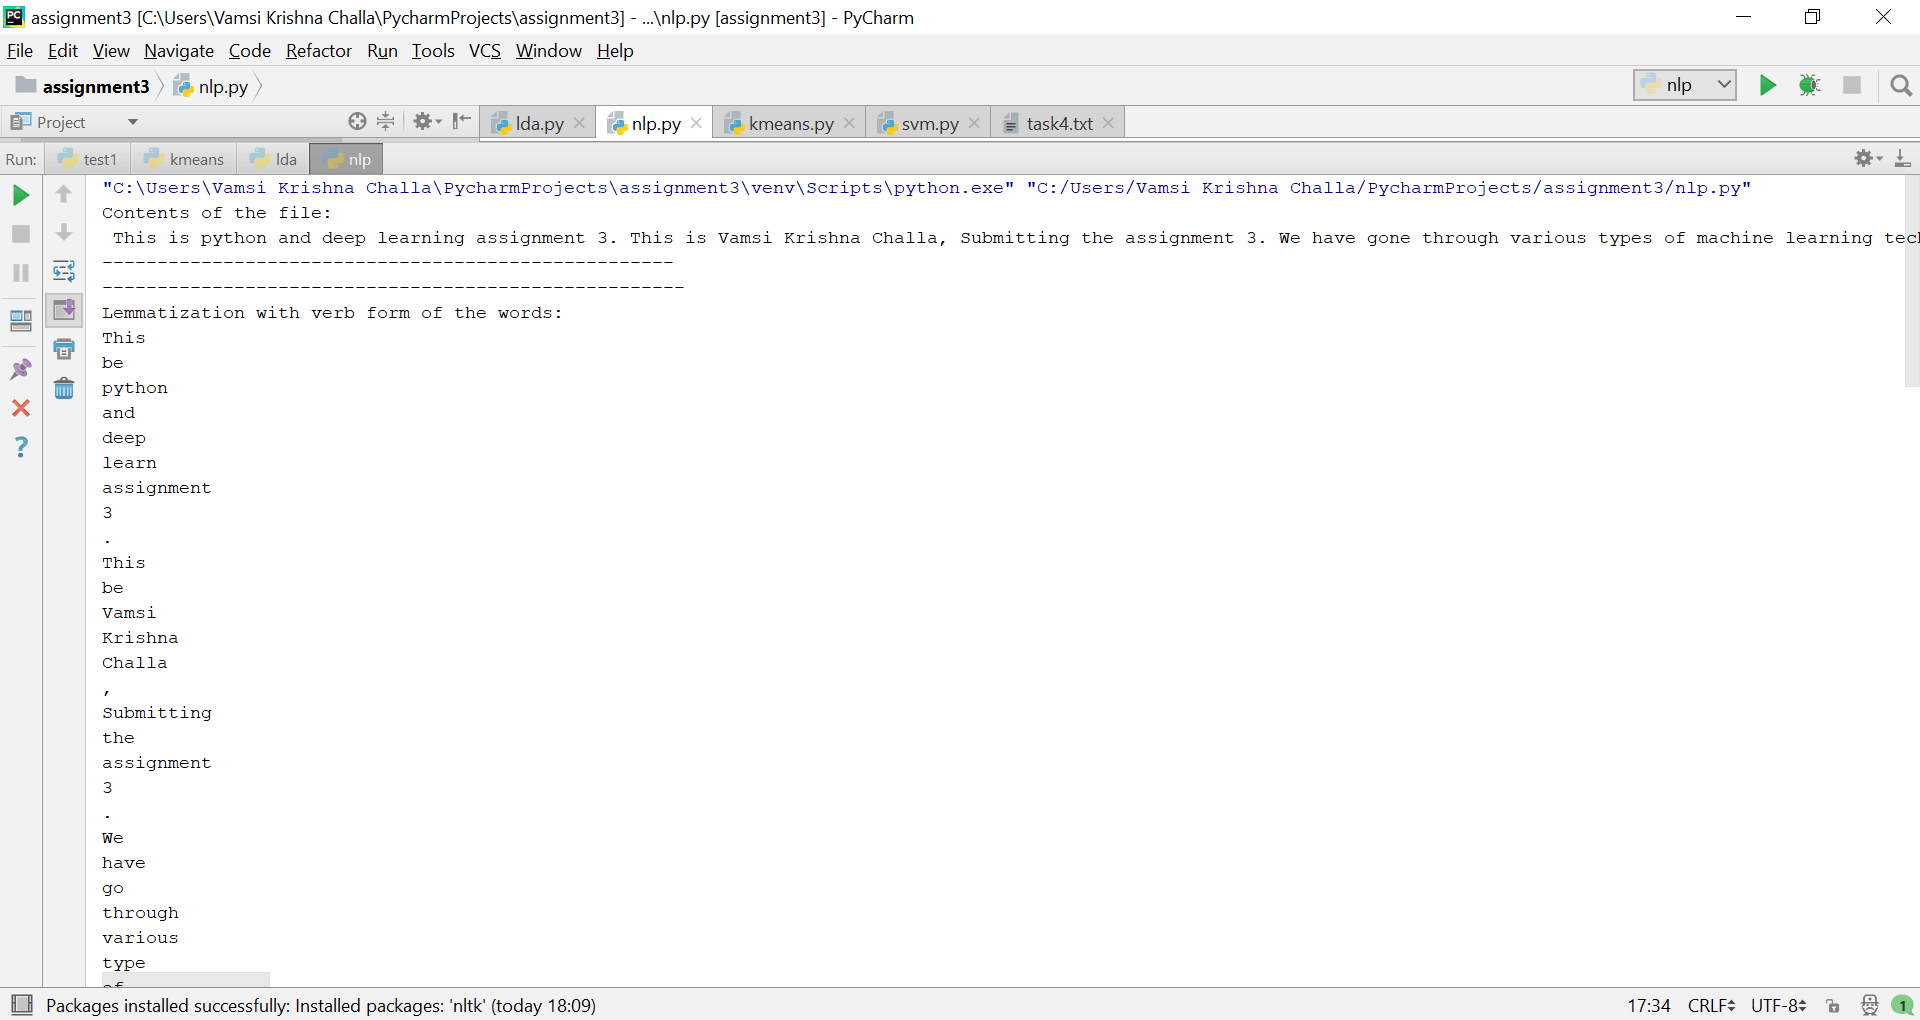 assignment3 [C:\Users\Vamsi Krishna Challa\PycharmProjects\assignment3] - ...\nlp.py [assignment3] - PyCharm
File Edit View Navigate Code Refactor Run Tools VCS Window Help
assignment3 nlp.py nlp
Project lda.py nlp.py kmeans.py svm.py task4.txt
Run: test1 kmeans lda nlp
"C:\Users\Vamsi Krishna Challa\PycharmProjects\assignment3\venv\Scripts\python.exe" "C:/Users/Vamsi Krishna Challa/PycharmProjects/assignment3/nlp.py"
Contents of the file:
This is python and deep learning assignment 3. This is Vamsi Krishna Challa, Submitting the assignment 3. We have gone through various types of machine learning tec
----------------------------------------------------
-----------------------------------------------------
Lemmatization with verb form of the words:
This
be
python
and
deep
learn
assignment
3
.
This
be
Vamsi
Krishna
Challa
,
Submitting
the
assignment
3
.
We
have
go
through
various
type
of
Packages installed successfully: Installed packages: 'nltk' (today 18:09) 17:34 CRLF UTF-8 1